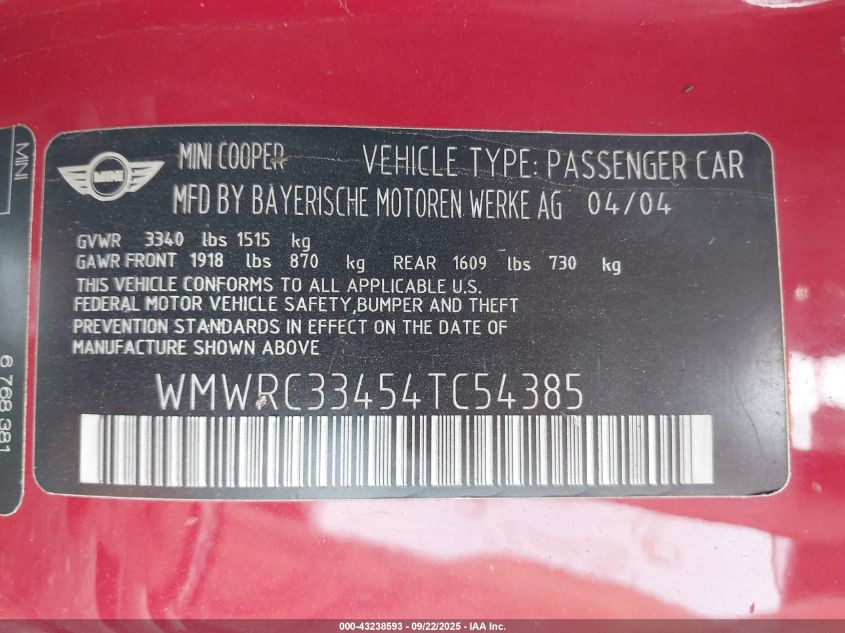 MINI
6 768 381
MINI
MINI COOPER VEHICLE TYPE: PASSENGER CAR
MFD BY BAYERISCHE MOTOREN WERKE AG 04/04
GVWR 3340 lbs 1515 kg
GAWR FRONT 1918 lbs 870 kg REAR 1609 lbs 730 kg
THIS VEHICLE CONFORMS TO ALL APPLICABLE U.S.
FEDERAL MOTOR VEHICLE SAFETY,BUMPER AND THEFT
PREVENTION STANDARDS IN EFFECT ON THE DATE OF
MANUFACTURE SHOWN ABOVE
WMWRC33454TC54385
000-43238593 - 09/22/2025 - IAA Inc.